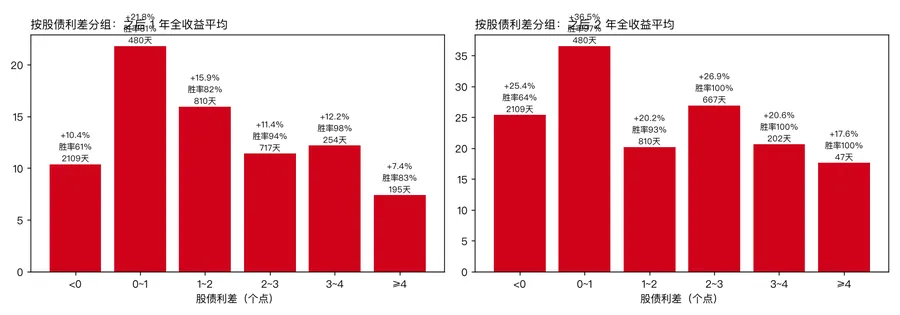 按股债利差分组：之后 1 年全收益平均
+21.8%
胜率81%
480天
+15.9%
胜率82%
810天
+11.4%
胜率94%
717天
+12.2%
胜率98%
254天
+10.4%
胜率61%
2109天
+7.4%
胜率83%
195天
20
15
10
5
0
<0
0~1
1~2
2~3
3~4
≥4
股债利差（个点）
按股债利差分组：之后 2 年全收益平均
+36.5%
胜率97%
480天
+25.4%
胜率64%
2109天
+20.2%
胜率93%
810天
+26.9%
胜率100%
667天
+20.6%
胜率100%
202天
+17.6%
胜率100%
47天
35
30
25
20
15
10
5
0
<0
0~1
1~2
2~3
3~4
≥4
股债利差（个点）